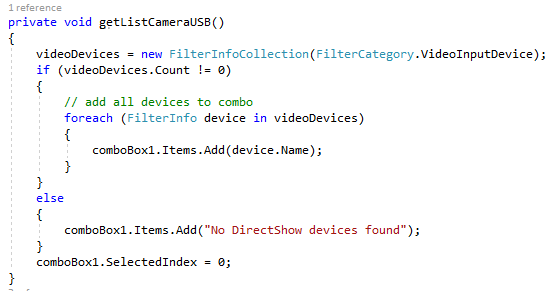 1 reference
private void getListCameraUSB()
{
    videoDevices = new FilterInfoCollection(FilterCategory.VideoInputDevice);
    if (videoDevices.Count != 0)
    {
        // add all devices to combo
        foreach (FilterInfo device in videoDevices)
        {
            comboBox1.Items.Add(device.Name);
        }
    }
    else
    {
        comboBox1.Items.Add("No DirectShow devices found");
    }
    comboBox1.SelectedIndex = 0;
}